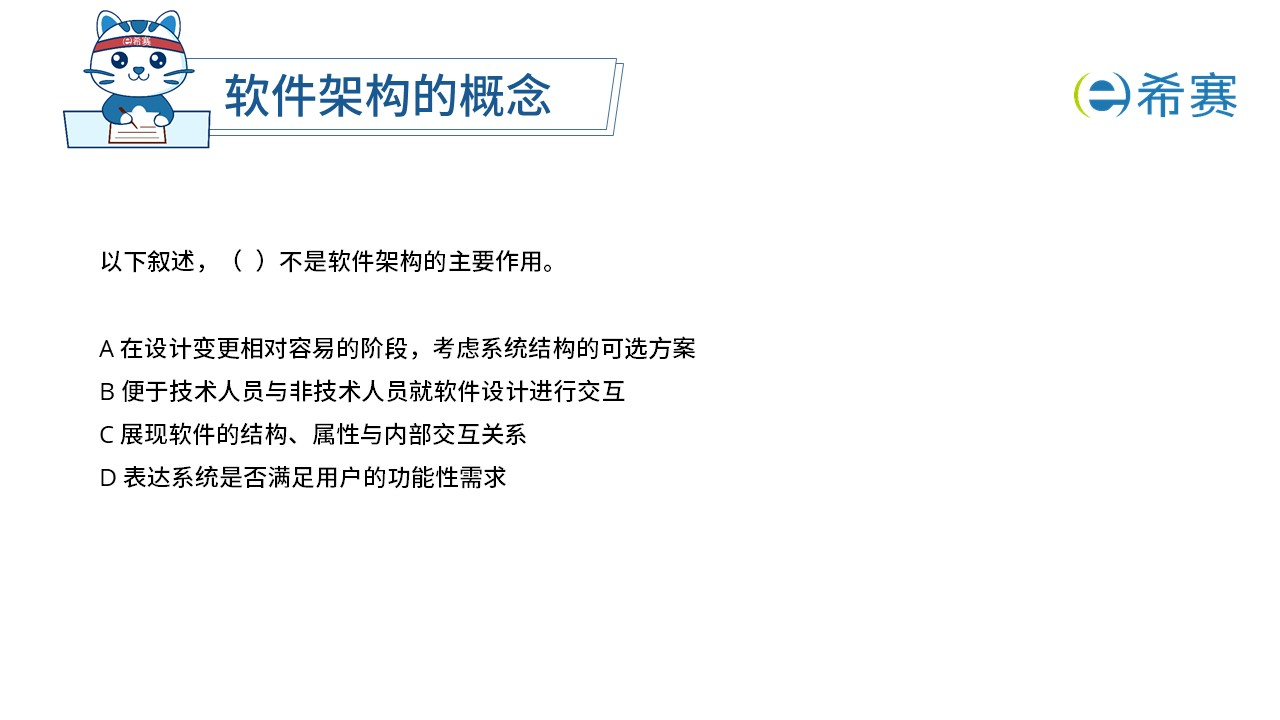 希赛
软件架构的概念
希赛
以下叙述，（ ）不是软件架构的主要作用。
A 在设计变更相对容易的阶段，考虑系统结构的可选方案
B 便于技术人员与非技术人员就软件设计进行交互
C 展现软件的结构、属性与内部交互关系
D 表达系统是否满足用户的功能性需求